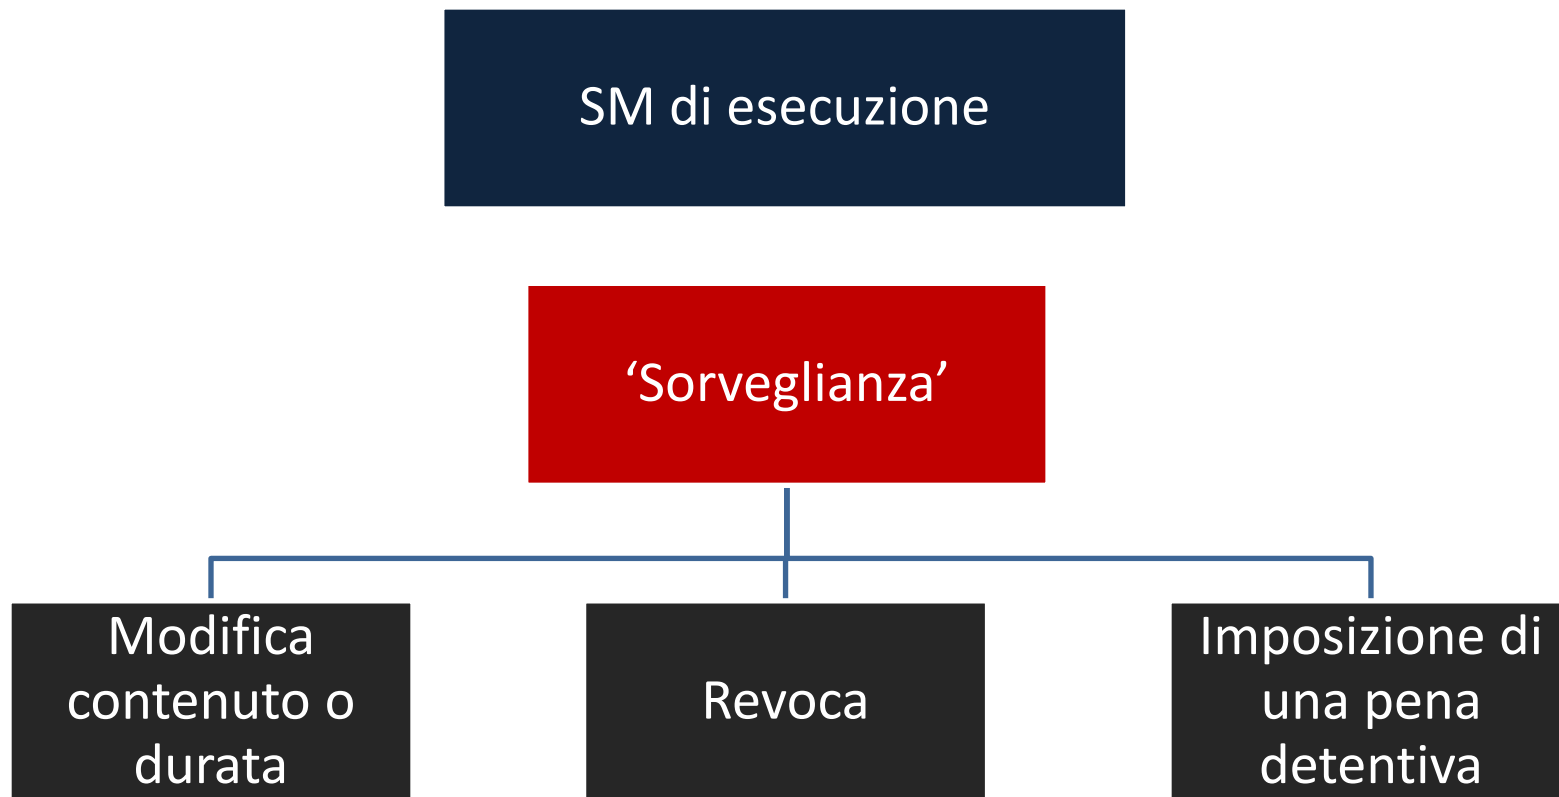 SM di esecuzione
‘Sorveglianza’
Modifica
contenuto o
durata
Revoca
Imposizione di
una pena
detentiva